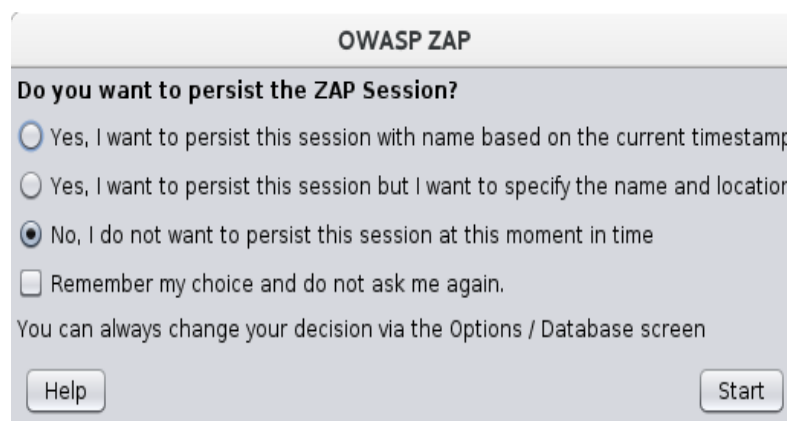 OWASP ZAP
Do you want to persist the ZAP Session?
Yes, I want to persist this session with name based on the current timestamp
Yes, I want to persist this session but I want to specify the name and location
No, I do not want to persist this session at this moment in time
Remember my choice and do not ask me again.
You can always change your decision via the Options / Database screen
Help
Start